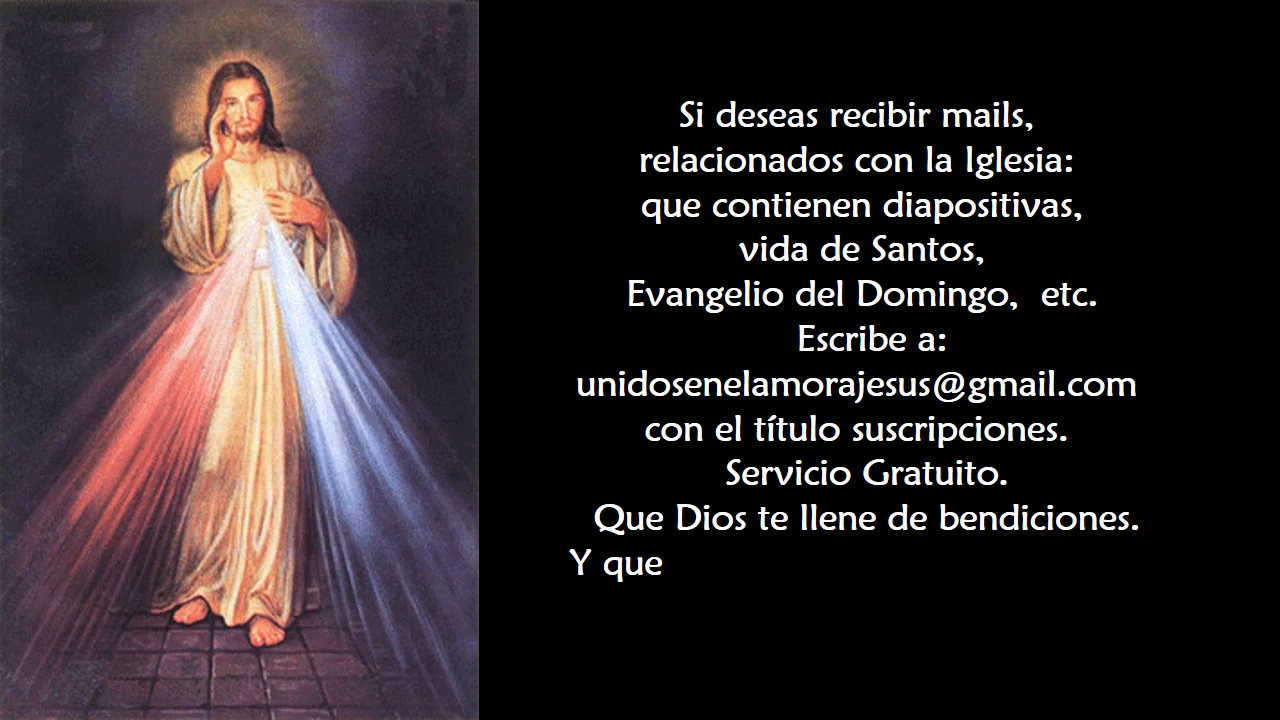 Si deseas recibir mails,
relacionados con la Iglesia:
que contienen diapositivas,
vida de Santos,
Evangelio del Domingo,  etc.
Escribe a:
unidosenelamorajesus@gmail.com
con el título suscripciones.
Servicio Gratuito.
Que Dios te llene de bendiciones.
Y que